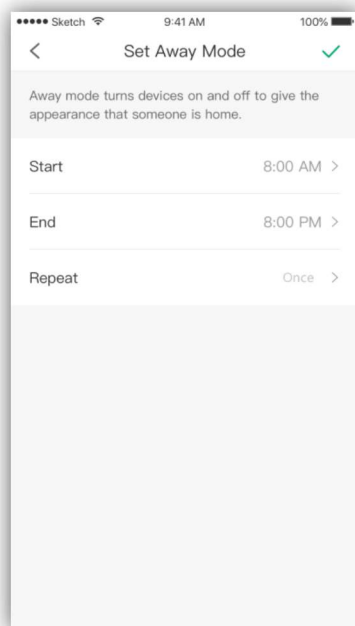 Sketch 9:41 AM 100%
Set Away Mode
Away mode turns devices on and off to give the
appearance that someone is home.
Start 8:00 AM
End 8:00 PM
Repeat Once